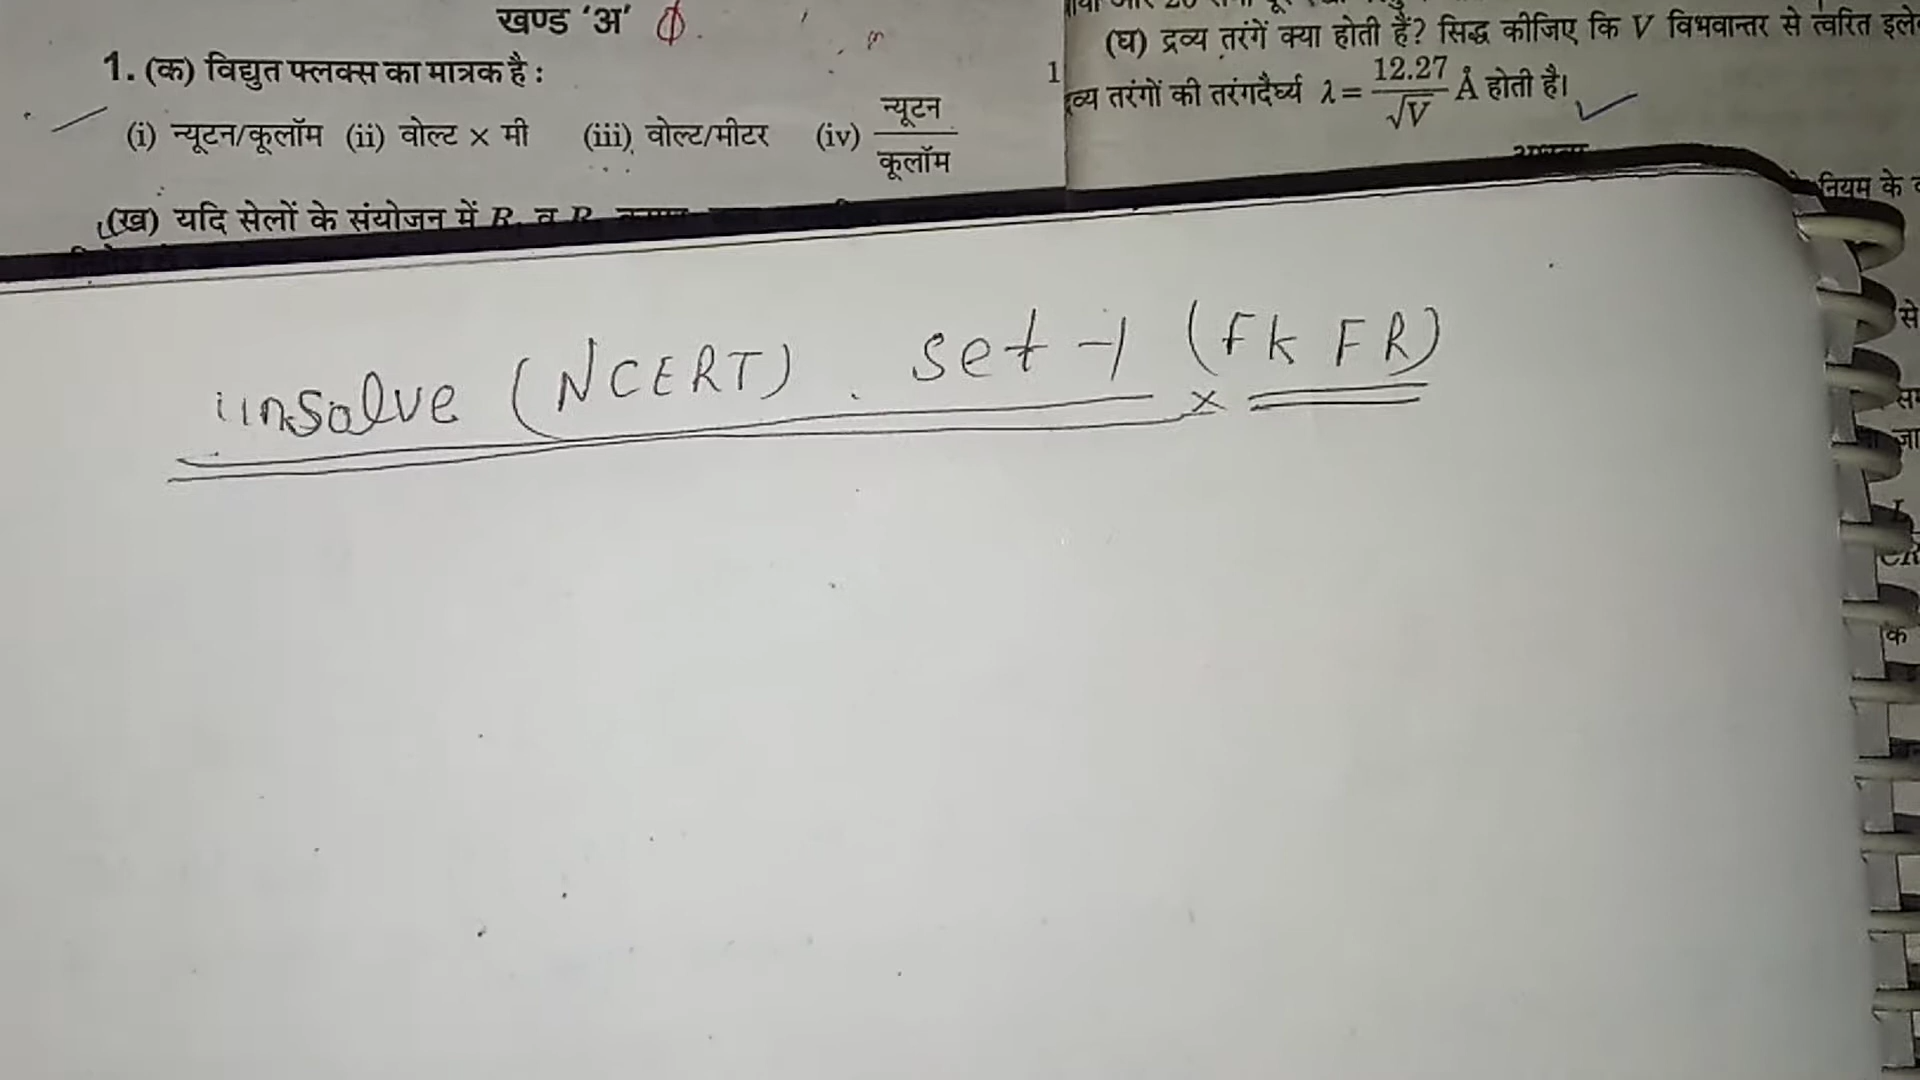 खण्ड ‘अ’
1. (क) विद्युत फ्लक्स का मात्रक है :
1
(i) न्यूटन/कूलॉम (ii) वोल्ट × मी (iii) वोल्ट/मीटर (iv) न्यूटन/कूलॉम
(ख) यदि सेलों के संयोजन में
(घ) द्रव्य तरंगें क्या होती हैं? सिद्ध कीजिए कि V विभवान्तर से त्वरित
तरंगों की तरंगदैर्घ्य λ = 12.27/√V Å होती है।
नियम के
से
unsolve (NCERT). set -1 (FK FR)